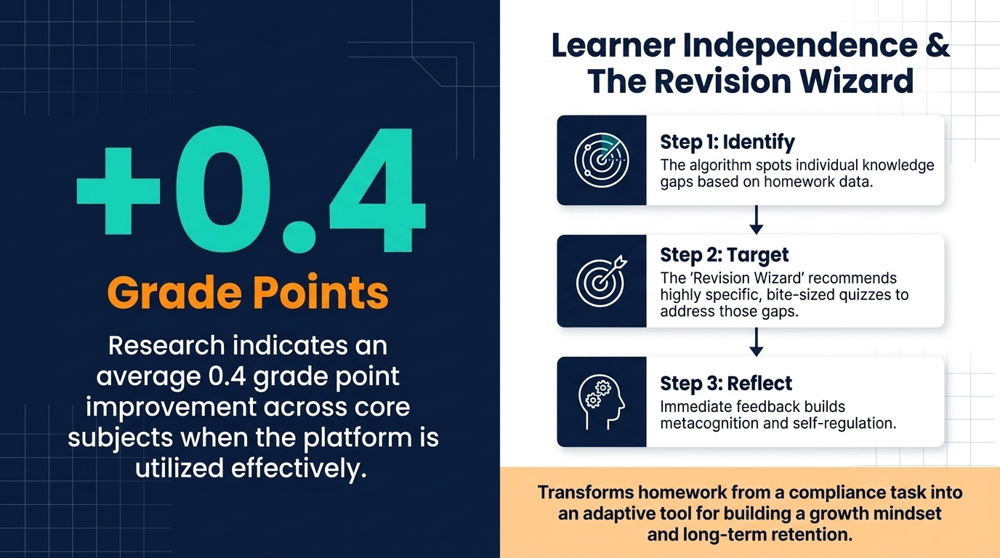 +0.4
Grade Points
Research indicates an
average 0.4 grade point
improvement across core
subjects when the platform is
utilized effectively.
Learner Independence &
The Revision Wizard
Step 1: Identify
The algorithm spots individual knowledge
gaps based on homework data.
Step 2: Target
The ‘Revision Wizard’ recommends
highly specific, bite-sized quizzes to
address those gaps.
Step 3: Reflect
Immediate feedback builds
metacognition and self-regulation.
Transforms homework from a compliance task into
an adaptive tool for building a growth mindset
and long-term retention.